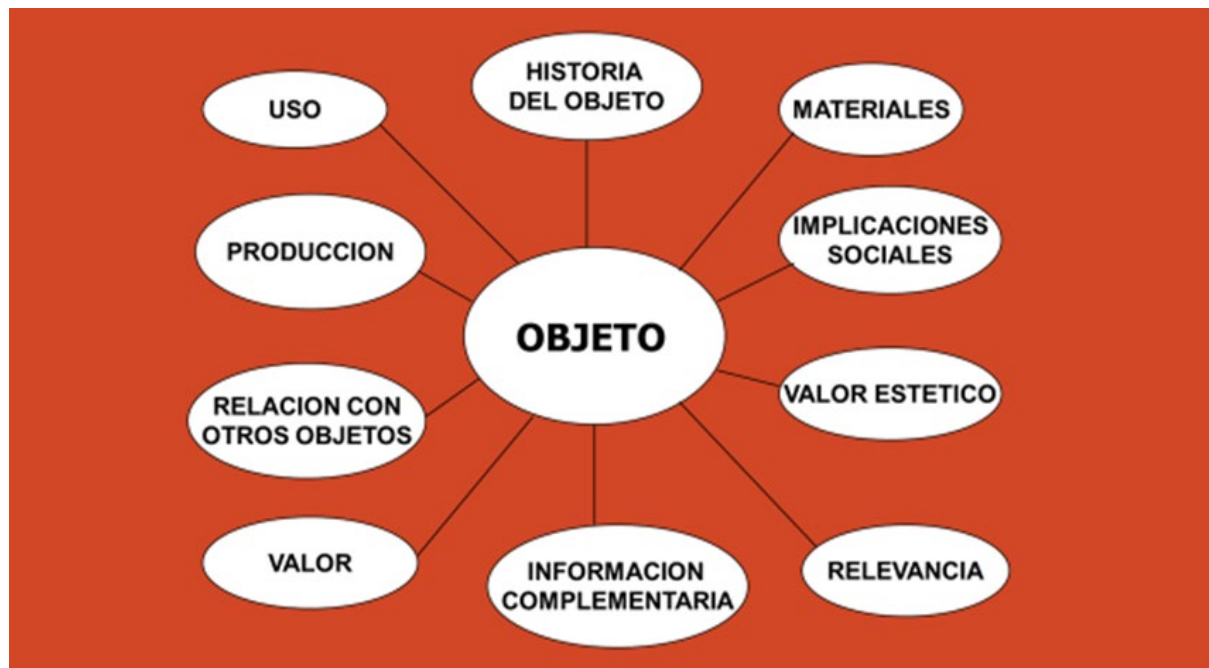 HISTORIA
DEL OBJETO
USO
MATERIALES
PRODUCCION
IMPLICACIONES
SOCIALES
OBJETO
RELACION CON
OTROS OBJETOS
VALOR ESTETICO
VALOR
INFORMACION
COMPLEMENTARIA
RELEVANCIA